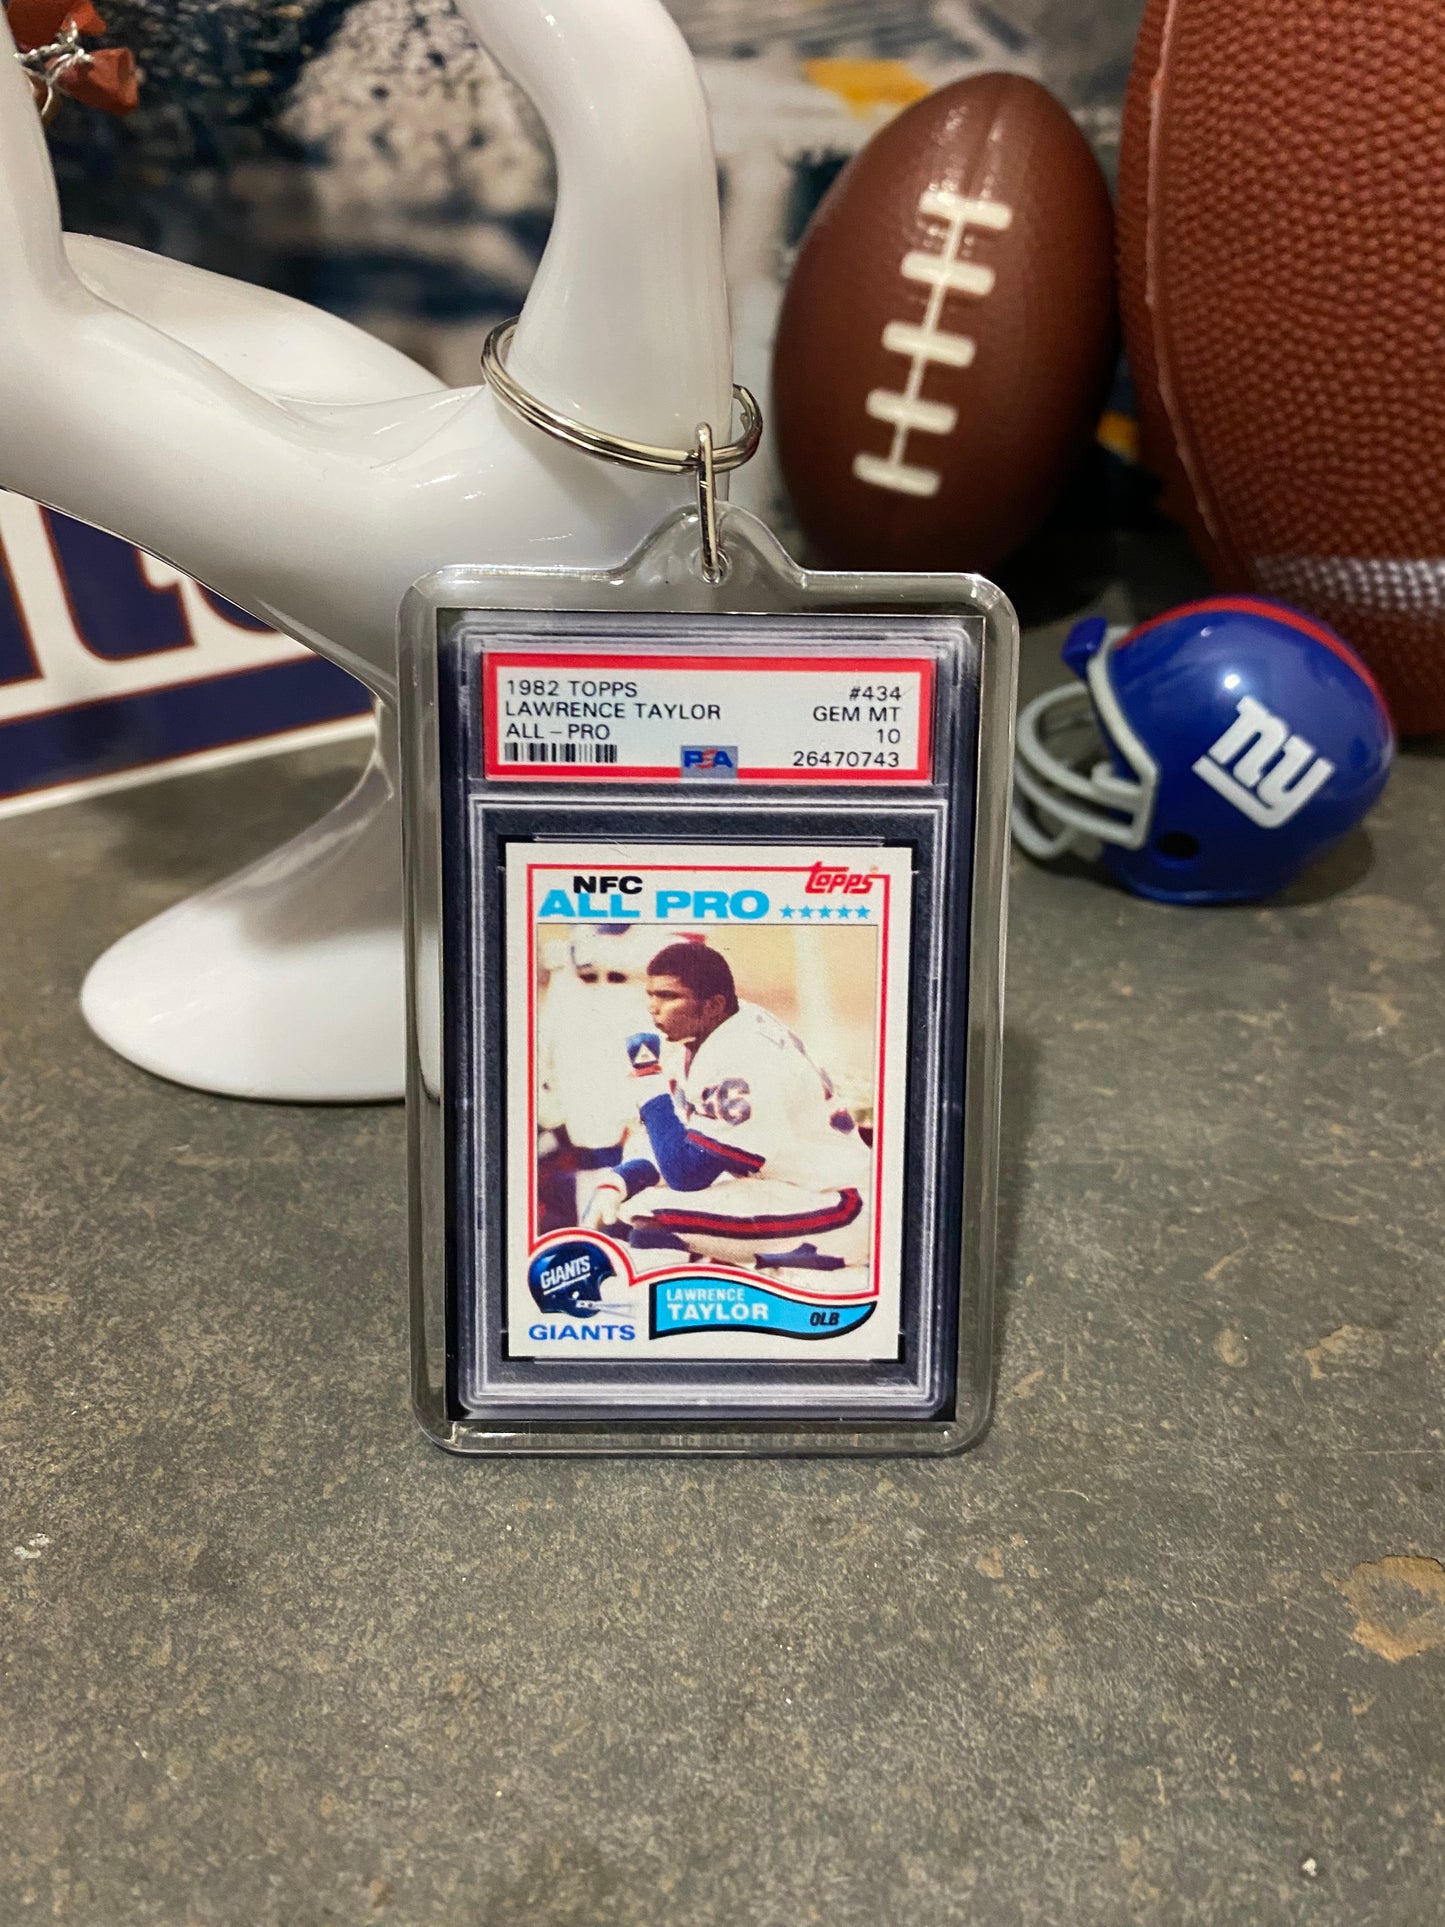 1982 TOPPS #434
LAWRENCE TAYLOR GEM MT
ALL - PRO 10
PSA 26470743
topps
NFC
ALL PRO
GIANTS
LAWRENCE
TAYLOR
OLB
GIANTS
ny